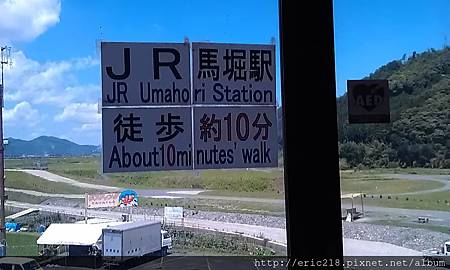 JR 馬堀駅
JR Umahori Station
徒歩 約10分
About10minutes' walk
AED
http://eric218.pixnet.net/album